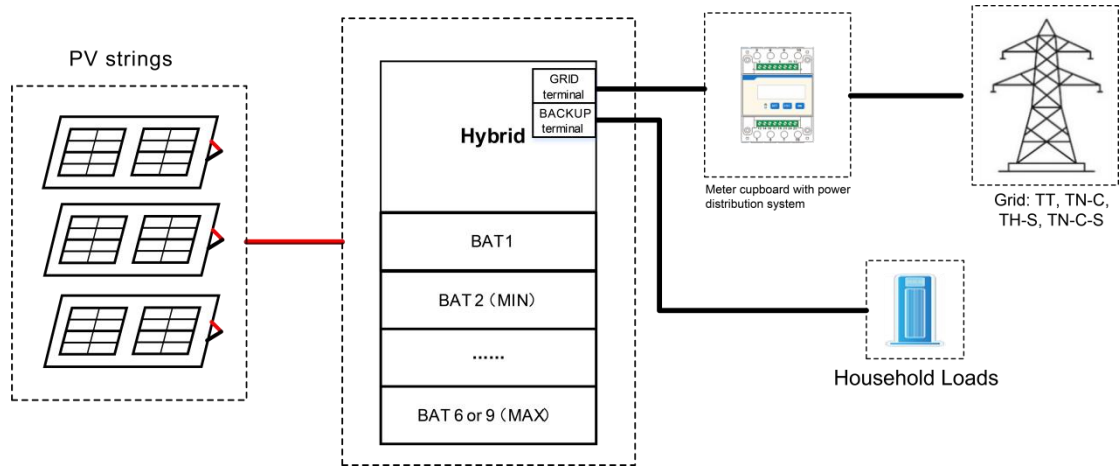 PV strings
GRID
terminal
BACKUP
terminal
Hybrid
BAT1
BAT 2 (MIN)
......
BAT 6 or 9 (MAX)
Meter cupboard with power
distribution system
Grid: TT, TN-C,
TH-S, TN-C-S
Household Loads